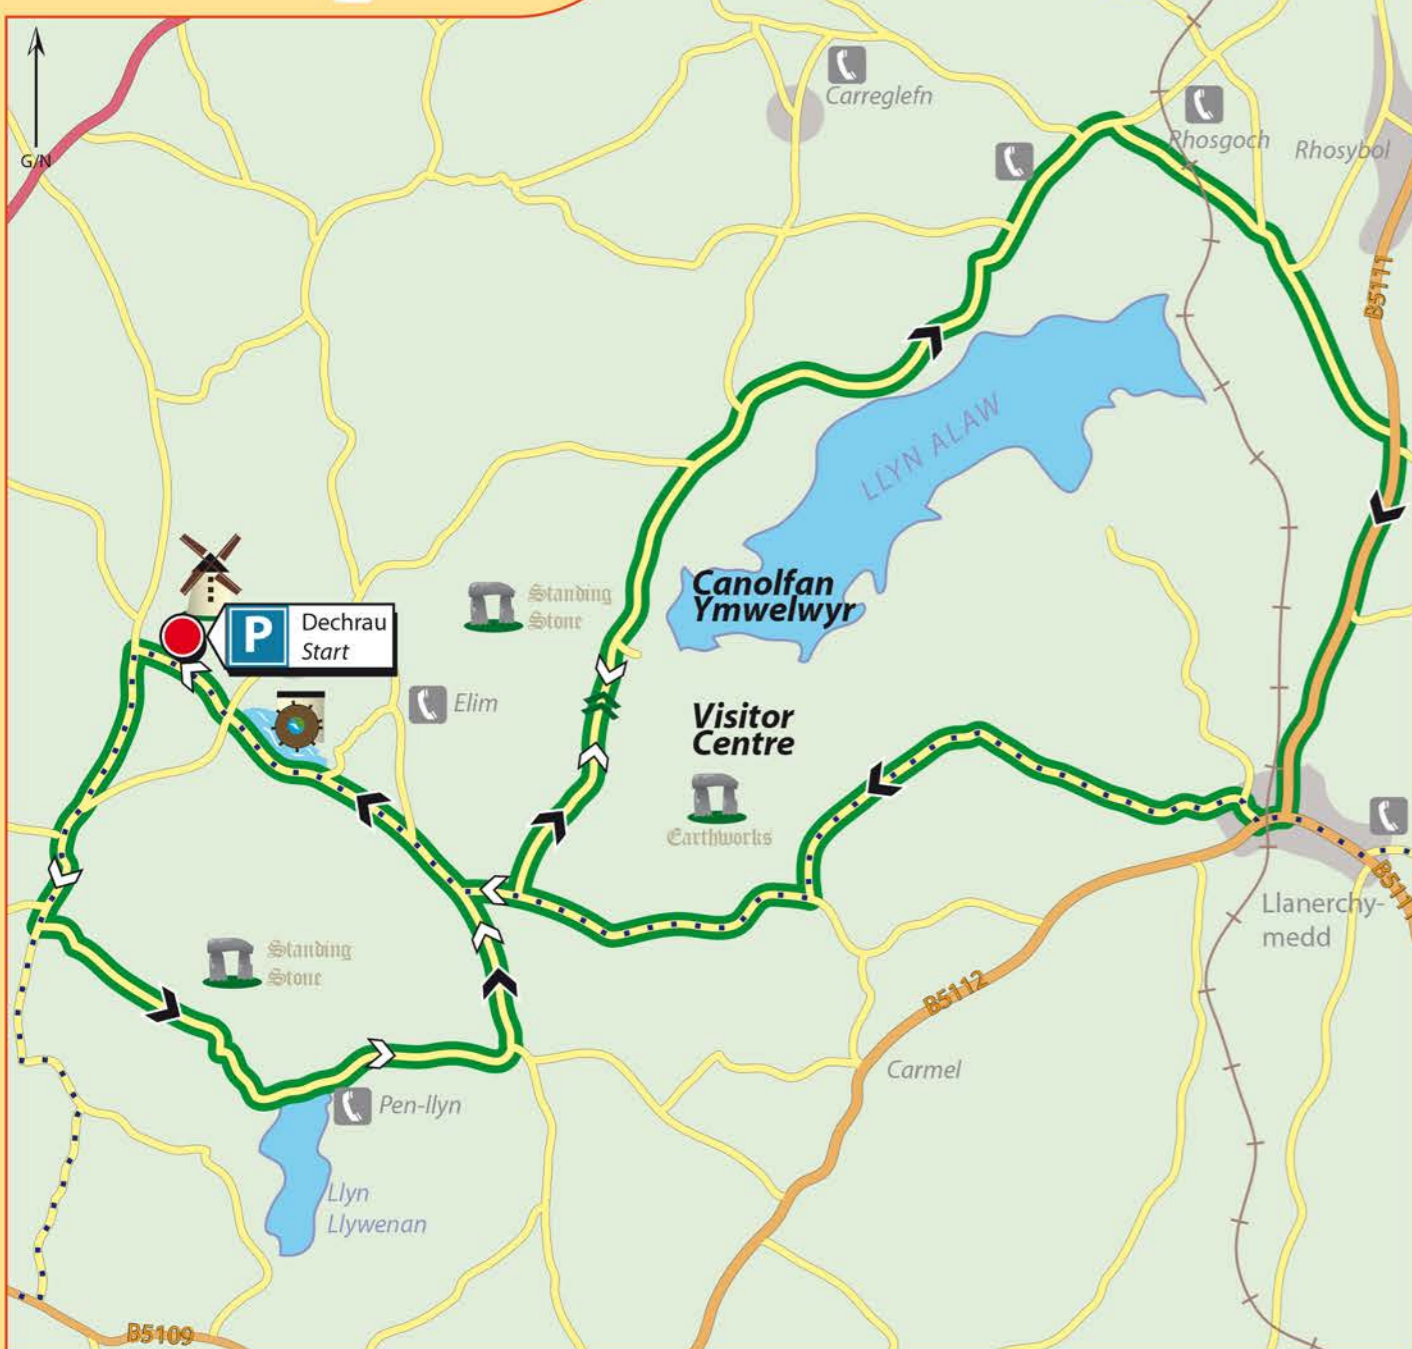 G/N
Carreglefn
Rhosgoch
Rhosybol
B5111
LLYN ALAW
Standing
Stone
Canolfan
Ymwelwyr
P
Dechrau
Start
Elim
Visitor
Centre
Earthworks
Llanerchy-
medd
Standing
Stone
B5112
Carmel
Pen-llyn
Llyn
Llywenan
B5109